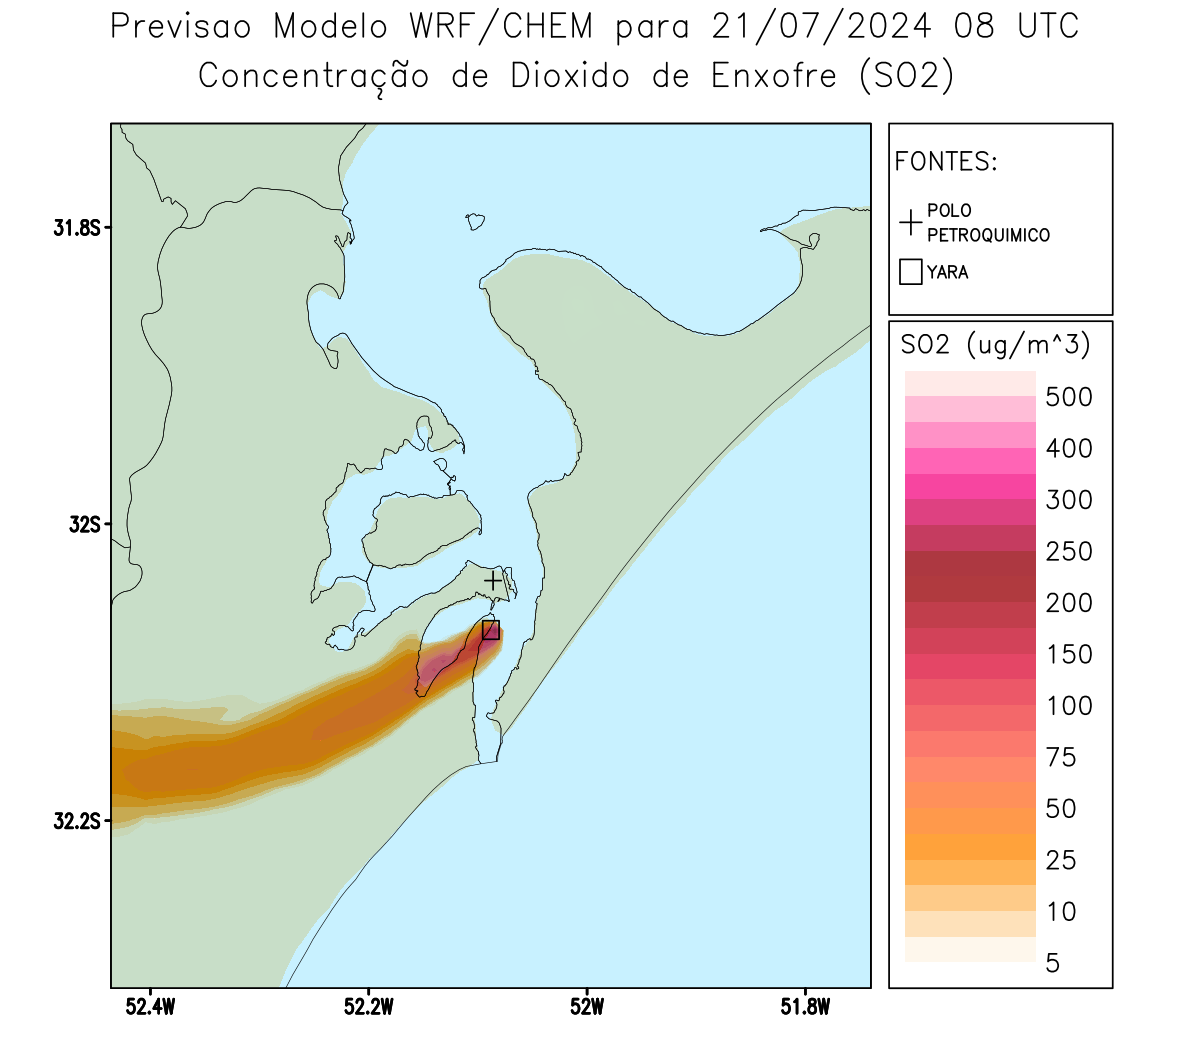 Previsao Modelo WRF/CHEM para 21/07/2024 08 UTC
Concentração de Dioxido de Enxofre (SO2)
FONTES:
POLO
PETROQUIMICO
YARA
31.8S
32S
32.2S
52.4W
52.2W
52W
51.8W
SO2 (ug/m^3)
500
400
300
250
200
150
100
75
50
25
10
5